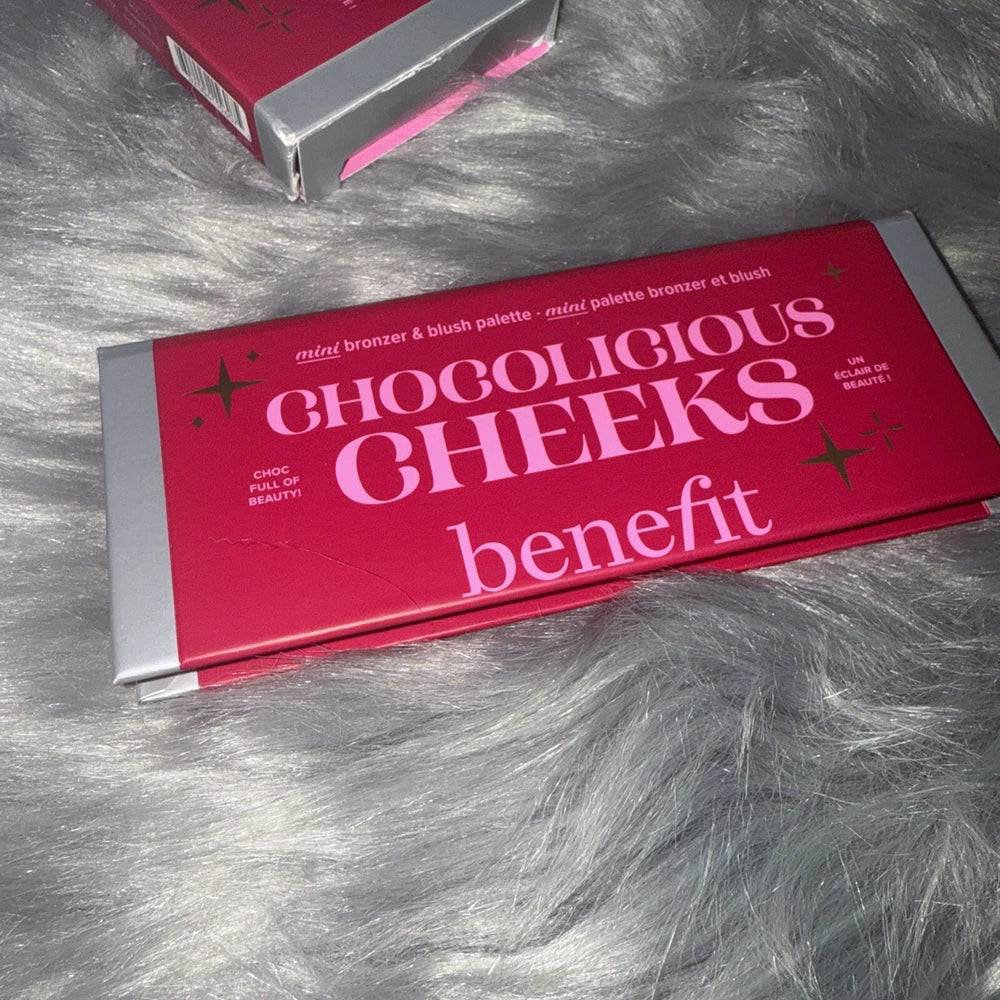 mini bronzer & blush palette · mini palette bronzer et blush
CHOCOLICIOUS
CHEEKS
UN
ÉCLAIR DE
BEAUTÉ !
CHOC
FULL OF
BEAUTY!
benefit